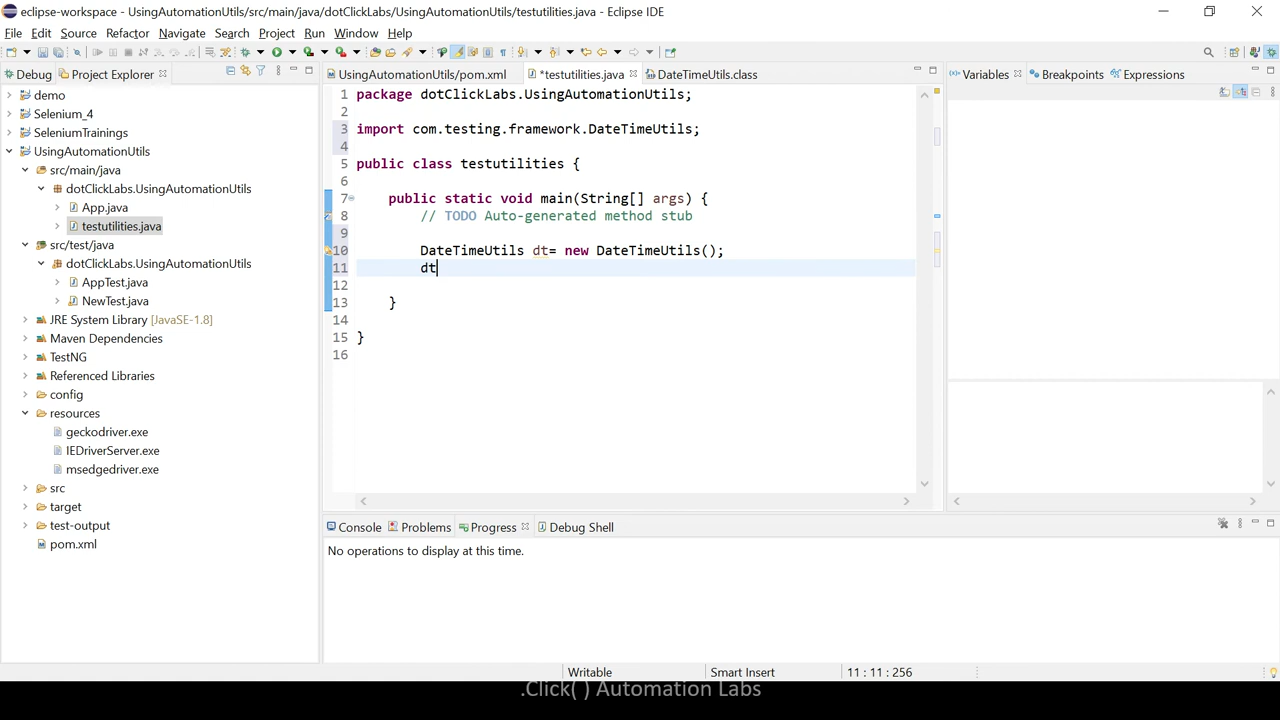 eclipse-workspace - UsingAutomationUtils/src/main/java/dotClickLabs/UsingAutomationUtils/testutilities.java - Eclipse IDE
File Edit Source Refactor Navigate Search Project Run Window Help
Debug Project Explorer
UsingAutomationUtils/pom.xml *testutilities.java DateTimeUtils.class
Variables Breakpoints Expressions
demo
Selenium_4
SeleniumTrainings
UsingAutomationUtils
src/main/java
dotClickLabs.UsingAutomationUtils
App.java
testutilities.java
src/test/java
dotClickLabs.UsingAutomationUtils
AppTest.java
NewTest.java
JRE System Library [JavaSE-1.8]
Maven Dependencies
TestNG
Referenced Libraries
config
resources
geckodriver.exe
IEDriverServer.exe
msedgedriver.exe
src
target
test-output
pom.xml
1 package dotClickLabs.UsingAutomationUtils;
2
3 import com.testing.framework.DateTimeUtils;
4
5 public class testutilities {
6
7 public static void main(String[] args) {
8 // TODO Auto-generated method stub
9
10 DateTimeUtils dt= new DateTimeUtils();
11 dt
12
13 }
14
15 }
16
Console Problems Progress Debug Shell
No operations to display at this time.
Writable Smart Insert 11 : 11 : 256
.Click( ) Automation Labs